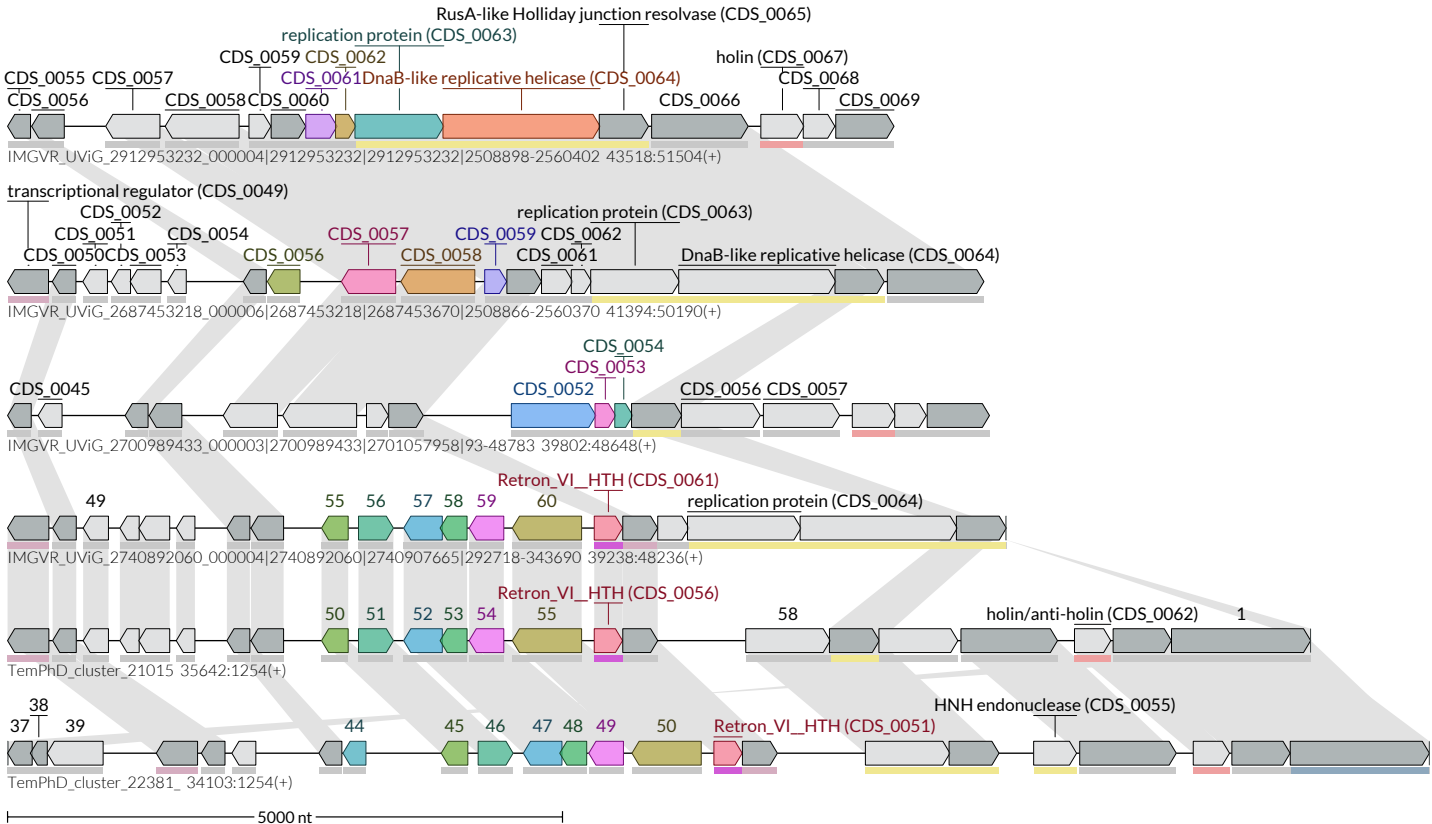 RusA-like Holliday junction resolvase (CDS_0065)
replication protein (CDS_0063)
CDS_0059 CDS_0062 holin (CDS_0067)
CDS_0055 CDS_0057 CDS_0061 DnaB-like replicative helicase (CDS_0064) CDS_0068
CDS_0056 CDS_0058 CDS_0060 CDS_0066 CDS_0069
IMGVR_UViG_2912953232_000004|2912953232|2912953232|2508898-2560402 43518:51504(+)
transcriptional regulator (CDS_0049)
CDS_0052 replication protein (CDS_0063)
CDS_0051 CDS_0054 CDS_0057 CDS_0059 CDS_0062
CDS_0050 CDS_0053 CDS_0056 CDS_0058 CDS_0061 DnaB-like replicative helicase (CDS_0064)
IMGVR_UViG_2687453218_000006|2687453218|2687453670|2508866-2560370 41394:50190(+)
CDS_0054
CDS_0053
CDS_0045 CDS_0052 CDS_0056 CDS_0057
IMGVR_UViG_2700989433_000003|2700989433|2701057958|93-48783 39802:48648(+)
Retron_VI__HTH (CDS_0061)
49 55 56 57 58 59 60 replication protein (CDS_0064)
IMGVR_UViG_2740892060_000004|2740892060|2740907665|292718-343690 39238:48236(+)
Retron_VI__HTH (CDS_0056)
50 51 52 53 54 55 58 holin/anti-holin (CDS_0062) 1
TemPhD_cluster_21015 35642:1254(+)
38 HNH endonuclease (CDS_0055)
37 39 44 45 46 47 48 49 50 Retron_VI__HTH (CDS_0051)
TemPhD_cluster_22381_ 34103:1254(+)
5000 nt